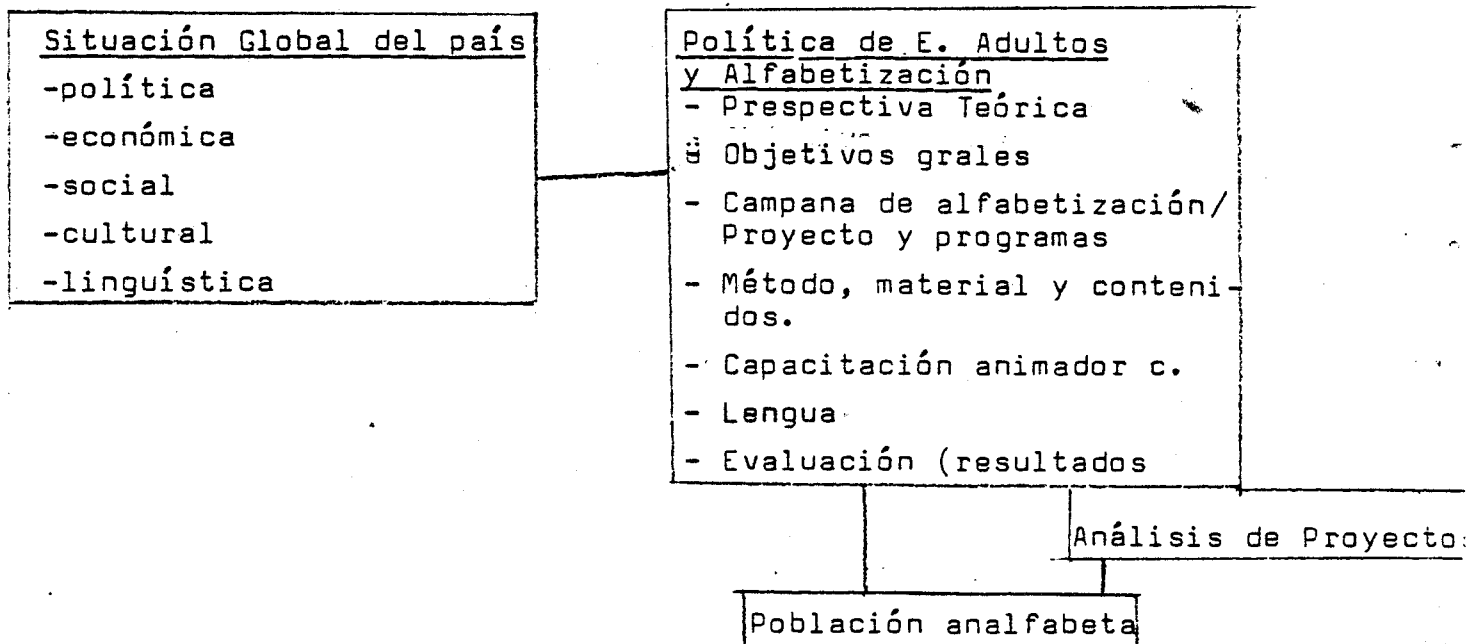 Situación Global del país
-política
-económica
-social
-cultural
-linguística
Política de E. Adultos
y Alfabetización
- Prespectiva Teórica
Objetivos grales
- Campana de alfabetización/
Proyecto y programas
- Método, material y conteni-
dos.
- Capacitación animador c.
- Lengua
- Evaluación (resultados
Análisis de Proyecto
Población analfabeta